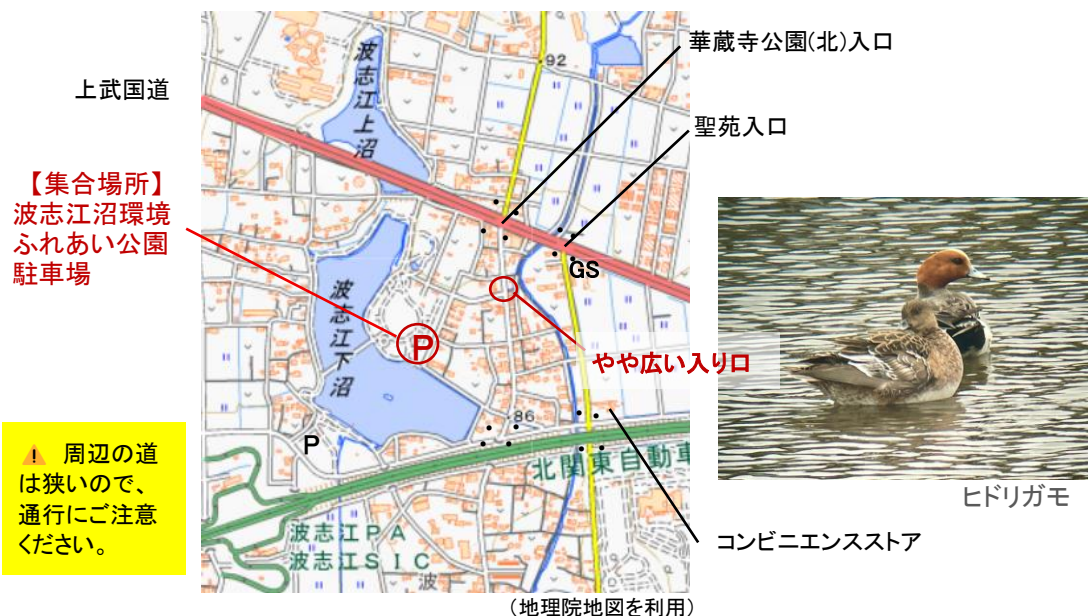 華蔵寺公園(北)入口
上武国道
聖苑入口
【集合場所】
波志江沼環境
ふれあい公園
駐車場
波志江上沼
92
GS
波志江下沼
P
やや広い入り口
86
P
⚠ 周辺の道
は狭いので、
通行にご注意
ください。
北関東自動車
ヒドリガモ
波志江PA
波志江SIC
波
コンビニエンスストア
(地理院地図を利用)